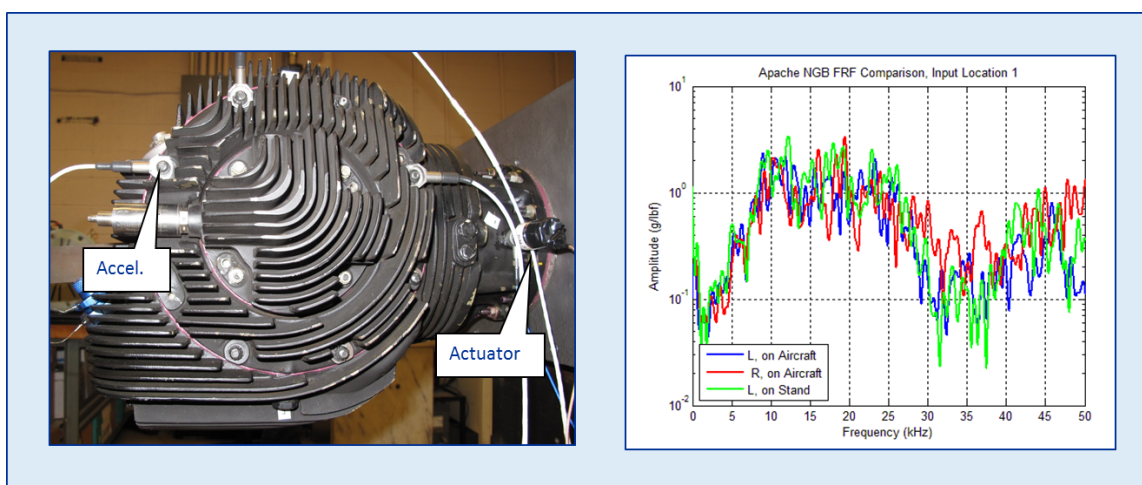 Accel.
Actuator
Apache NGB FRF Comparison, Input Location 1
Amplitude (g/lbf)
10^1
10^0
10^-1
10^-2
L, on Aircraft
R, on Aircraft
L, on Stand
0 5 10 15 20 25 30 35 40 45 50
Frequency (kHz)